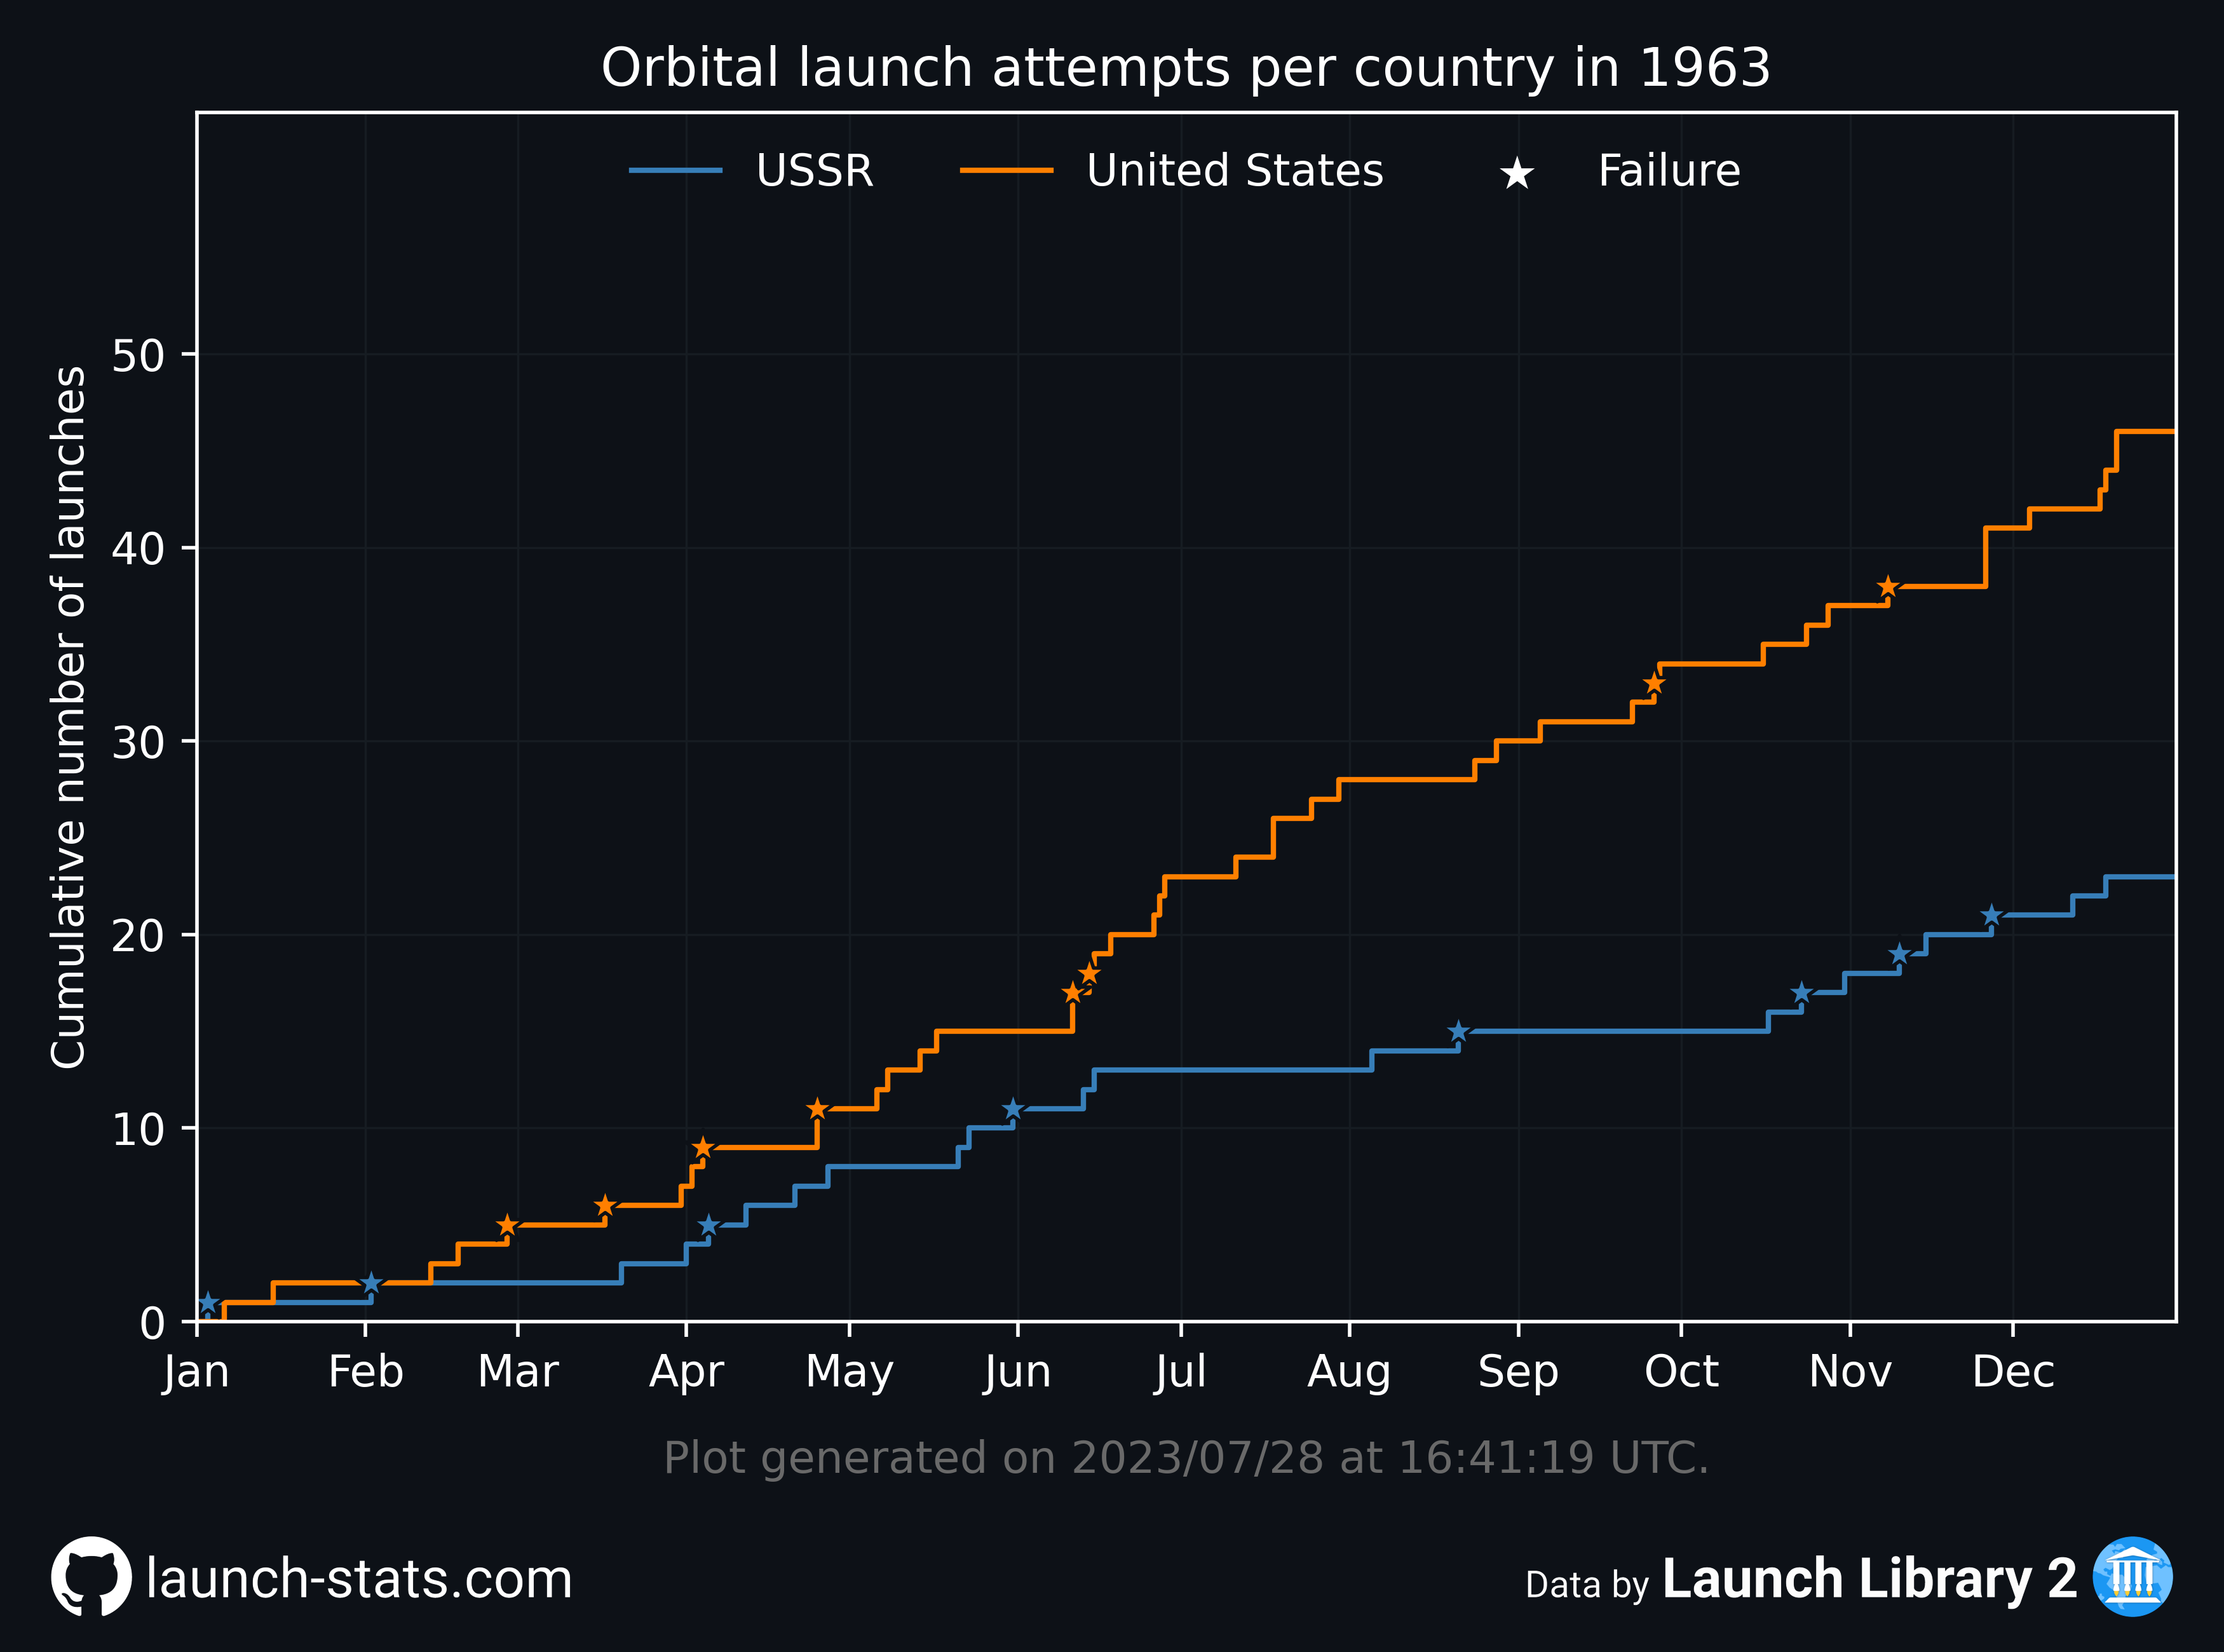 Orbital launch attempts per country in 1963
USSR United States Failure
Cumulative number of launches
50
40
30
20
10
0
Jan Feb Mar Apr May Jun Jul Aug Sep Oct Nov Dec
Plot generated on 2023/07/28 at 16:41:19 UTC.
launch-stats.com
Data by Launch Library 2